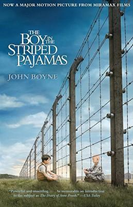 NOW A MAJOR MOTION PICTURE FROM MIRAMAX FILMS
THE
BOY IN
THE
STRIPED
PAJAMAS
JOHN BOYNE